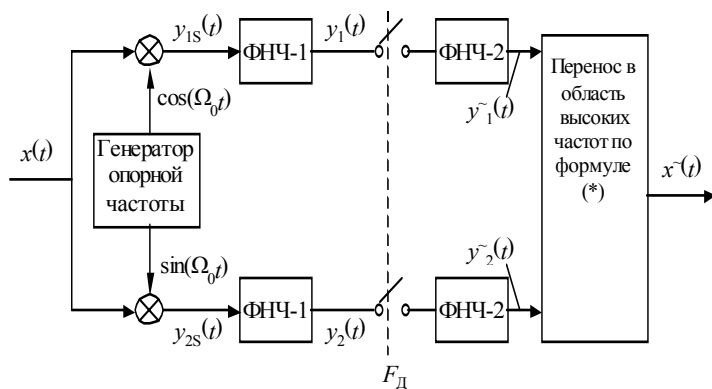 y₁S(t)
ФНЧ-1
y₁(t)
ФНЧ-2
y˜₁(t)
cos(Ω₀t)
x(t)
Генератор
опорной
частоты
Перенос в
область
высоких
частот по
формуле
(*)
x˜(t)
sin(Ω₀t)
y˜₂(t)
ФНЧ-1
ФНЧ-2
y₂S(t)
y₂(t)
F_Д